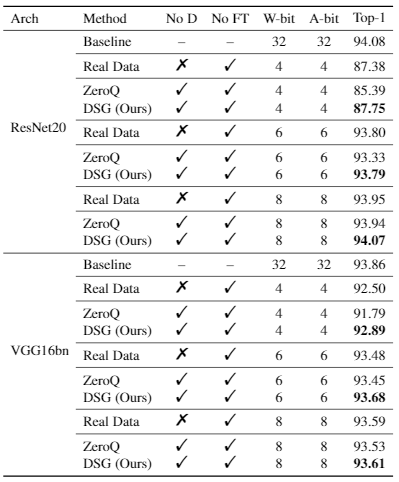 Arch Method No D No FT W-bit A-bit Top-1
Baseline – – 32 32 94.08
Real Data ✗ ✓ 4 4 87.38
ZeroQ ✓ ✓ 4 4 85.39
DSG (Ours) ✓ ✓ 4 4 87.75
ResNet20 Real Data ✗ ✓ 6 6 93.80
ZeroQ ✓ ✓ 6 6 93.33
DSG (Ours) ✓ ✓ 6 6 93.79
Real Data ✗ ✓ 8 8 93.95
ZeroQ ✓ ✓ 8 8 93.94
DSG (Ours) ✓ ✓ 8 8 94.07
Baseline – – 32 32 93.86
Real Data ✗ ✓ 4 4 92.50
ZeroQ ✓ ✓ 4 4 91.79
DSG (Ours) ✓ ✓ 4 4 92.89
VGG16bn Real Data ✗ ✓ 6 6 93.48
ZeroQ ✓ ✓ 6 6 93.45
DSG (Ours) ✓ ✓ 6 6 93.68
Real Data ✗ ✓ 8 8 93.59
ZeroQ ✓ ✓ 8 8 93.53
DSG (Ours) ✓ ✓ 8 8 93.61